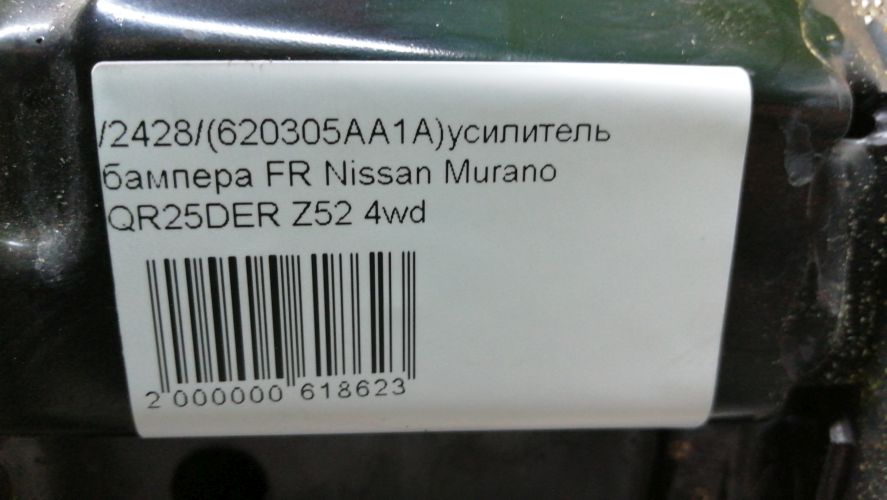 /2428/(620305AA1A)усилитель
бампера FR Nissan Murano
QR25DER Z52 4wd
2 000000 618623